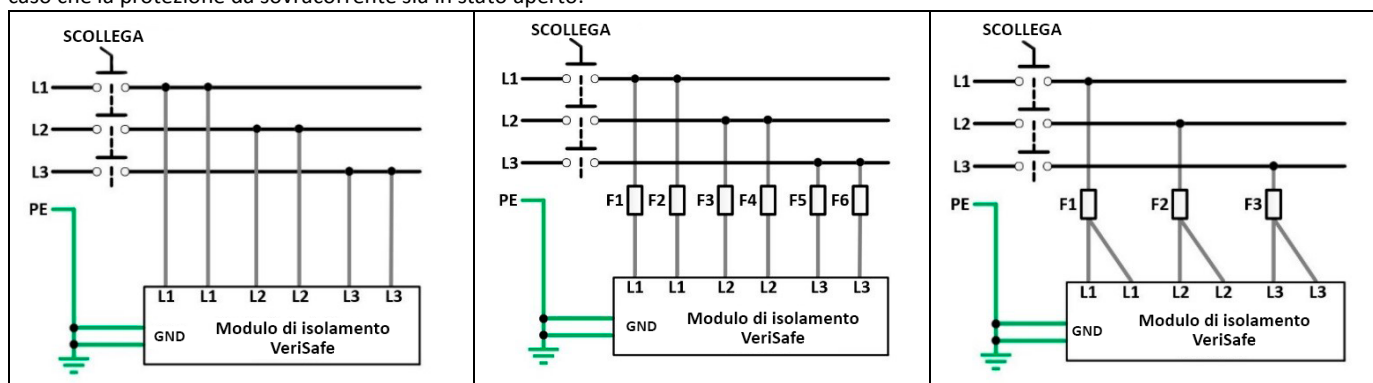 caso che la protezione da sovracorrente sia in stato aperto.
SCOLLEGA
L1
L2
L3
PE
L1 L1 L2 L2 L3 L3
GND
Modulo di isolamento
VeriSafe
SCOLLEGA
L1
L2
L3
PE
F1 F2 F3 F4 F5 F6
L1 L1 L2 L2 L3 L3
GND
Modulo di isolamento
VeriSafe
SCOLLEGA
L1
L2
L3
PE
F1 F2 F3
L1 L1 L2 L2 L3 L3
GND
Modulo di isolamento
VeriSafe